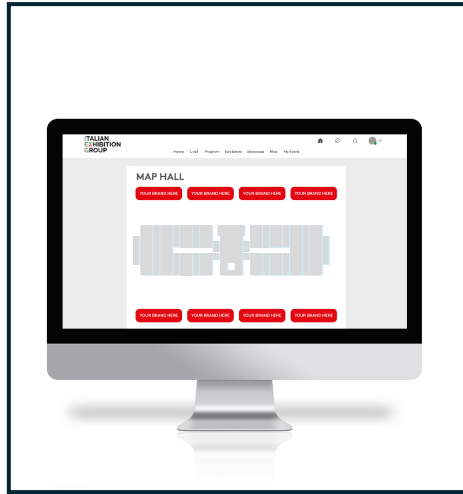 ITALIAN
EXHIBITION
GROUP
Home Live! Program Exhibitors Showcase Map My Event
MAP HALL
YOUR BRAND HERE YOUR BRAND HERE YOUR BRAND HERE YOUR BRAND HERE
YOUR BRAND HERE YOUR BRAND HERE YOUR BRAND HERE YOUR BRAND HERE